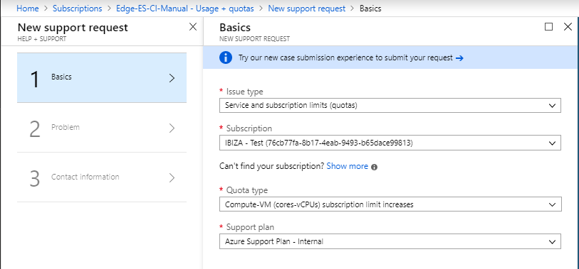 Home > Subscriptions > Edge-ES-CI-Manual - Usage + quotas > New support request > Basics
New support request
HELP + SUPPORT
1 Basics
2 Problem
3 Contact information
Basics
NEW SUPPORT REQUEST
Try our new case submission experience to submit your request →
* Issue type
Service and subscription limits (quotas)
* Subscription
IBIZA - Test (76cb77fa-8b17-4eab-9493-b65dace99813)
Can't find your subscription? Show more
* Quota type
Compute-VM (cores-vCPUs) subscription limit increases
* Support plan
Azure Support Plan - Internal